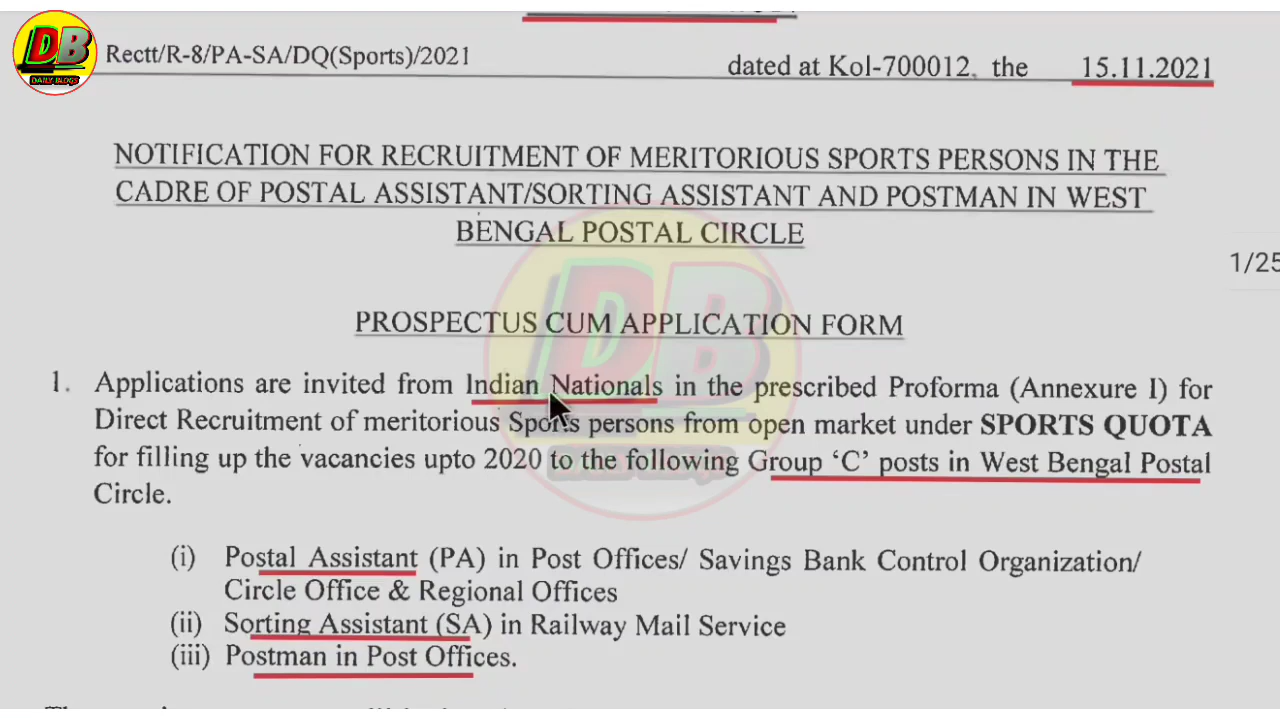 DB
DAILY BLOGS
Rectt/R-8/PA-SA/DQ(Sports)/2021
dated at Kol-700012, the 15.11.2021
NOTIFICATION FOR RECRUITMENT OF MERITORIOUS SPORTS PERSONS IN THE
CADRE OF POSTAL ASSISTANT/SORTING ASSISTANT AND POSTMAN IN WEST
BENGAL POSTAL CIRCLE
1/25
PROSPECTUS CUM APPLICATION FORM
1. Applications are invited from Indian Nationals in the prescribed Proforma (Annexure I) for
Direct Recruitment of meritorious Sports persons from open market under SPORTS QUOTA
for filling up the vacancies upto 2020 to the following Group ‘C’ posts in West Bengal Postal
Circle.
(i) Postal Assistant (PA) in Post Offices/ Savings Bank Control Organization/
Circle Office & Regional Offices
(ii) Sorting Assistant (SA) in Railway Mail Service
(iii) Postman in Post Offices.